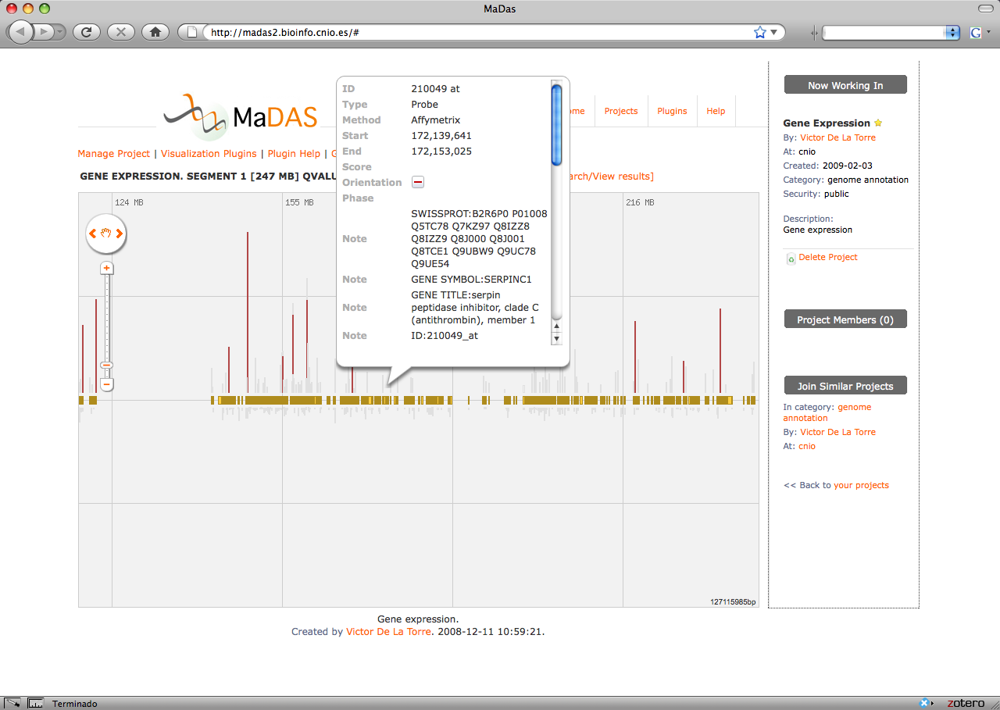 MaDas
http://madas2.bioinfo.cnio.es/#
G
MaDAS
ome Projects Plugins Help
Manage Project | Visualization Plugins | Plugin Help | G
GENE EXPRESSION. SEGMENT 1 [247 MB] QVALU
arch/View results]
124 MB
155 MB
216 MB
ID 210049 at
Type Probe
Method Affymetrix
Start 172,139,641
End 172,153,025
Score
Orientation
Phase
Note SWISSPROT:B2R6P0 P01008
Q5TC78 Q7KZ97 Q8IZZ8
Q8IZZ9 Q8J000 Q8J001
Q8TCE1 Q9UBW9 Q9UC78
Q9UE54
Note GENE SYMBOL:SERPINC1
Note GENE TITLE:serpin
peptidase inhibitor, clade C
(antithrombin), member 1
Note ID:210049_at
127115985bp
Gene expression.
Created by Victor De La Torre. 2008-12-11 10:59:21.
Now Working In
Gene Expression
By: Victor De La Torre
At: cnio
Created: 2009-02-03
Category: genome annotation
Security: public
Description:
Gene expression
Delete Project
Project Members (0)
Join Similar Projects
In category: genome
annotation
By: Victor De La Torre
At: cnio
<< Back to your projects
Terminado
zotero